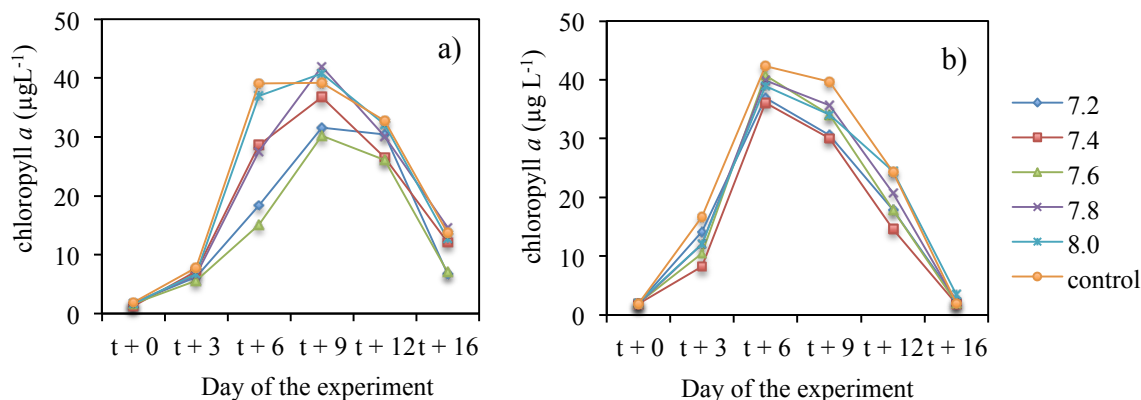 50
40
30
20
10
0
chloropyll a (µgL⁻¹)
a)
t + 0 t + 3 t + 6 t + 9 t + 12 t + 16
Day of the experiment
50
40
30
20
10
0
chloropyll a (µg L⁻¹)
b)
t + 0 t + 3 t + 6 t + 9 t + 12 t + 16
Day of the experiment
7.2
7.4
7.6
7.8
8.0
control